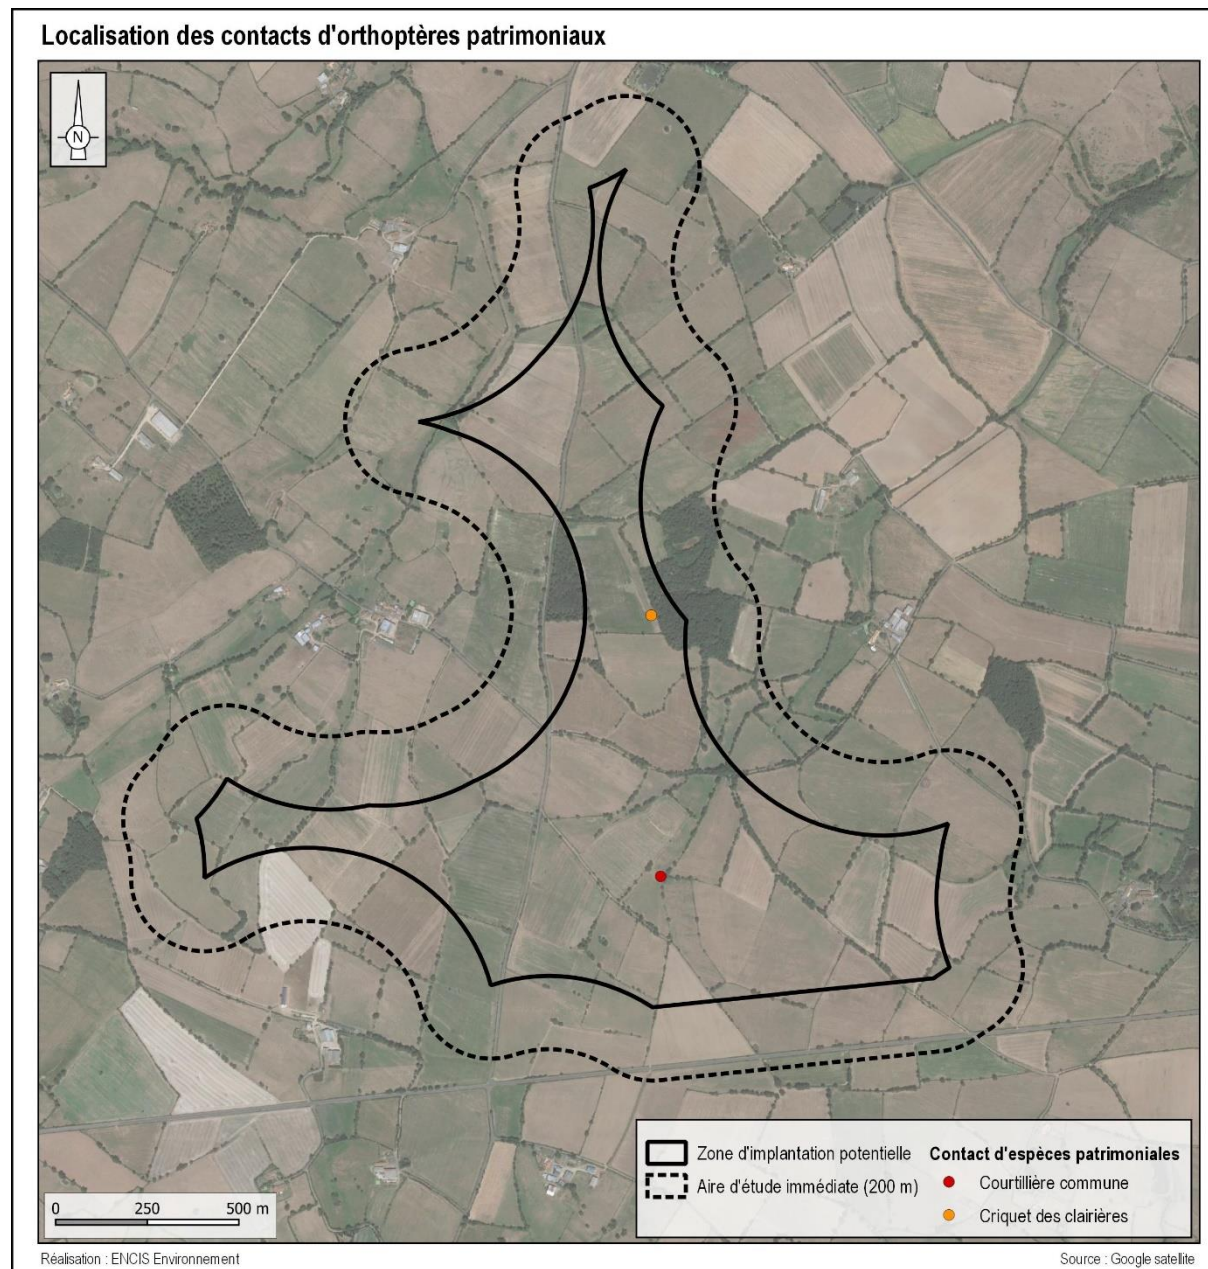 Localisation des contacts d'orthoptères patrimoniaux
N
Zone d'implantation potentielle
Aire d'étude immédiate (200 m)
Contact d'espèces patrimoniales
Courtillière commune
Criquet des clairières
0 250 500 m
Réalisation : ENCIS Environnement
Source : Google satellite